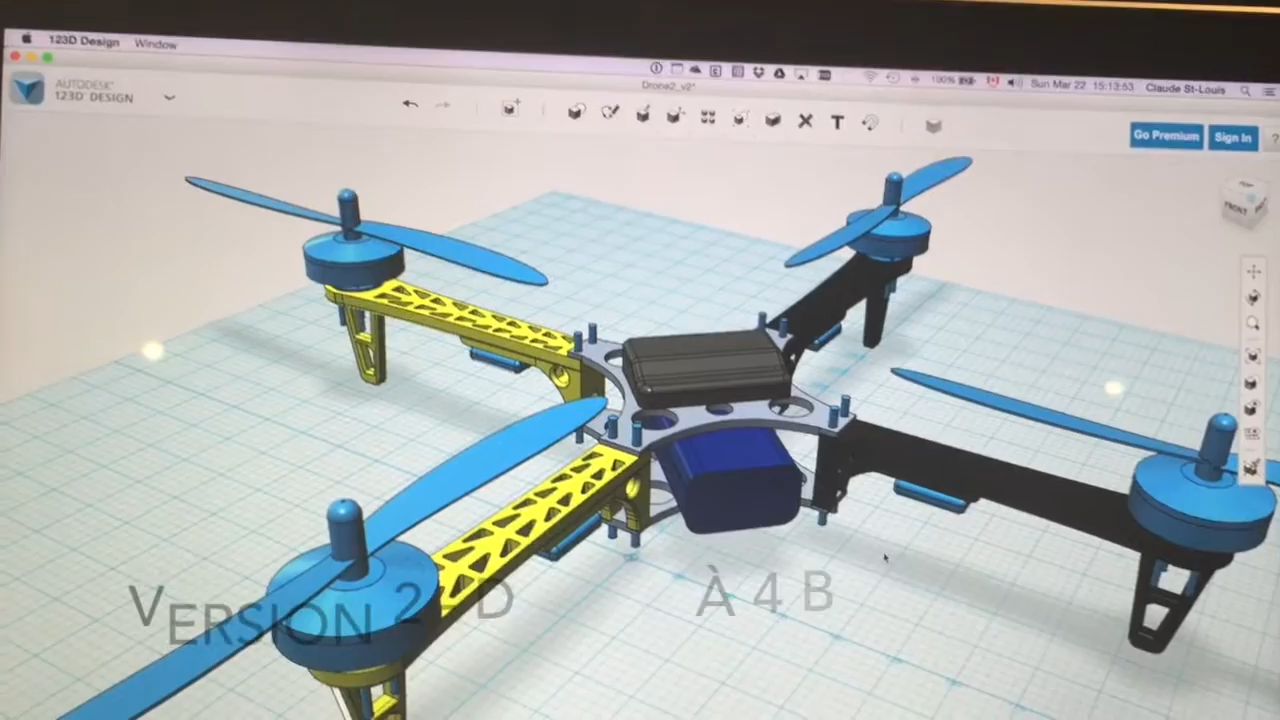 123D Design Window
100% Sun Mar 22 15:13:53 Claude St-Louis
Drone2_v2*
AUTODESK®
123D® DESIGN
T
Go Premium Sign In ?
TOP
FRONT
VERSION 2 D À 4 B